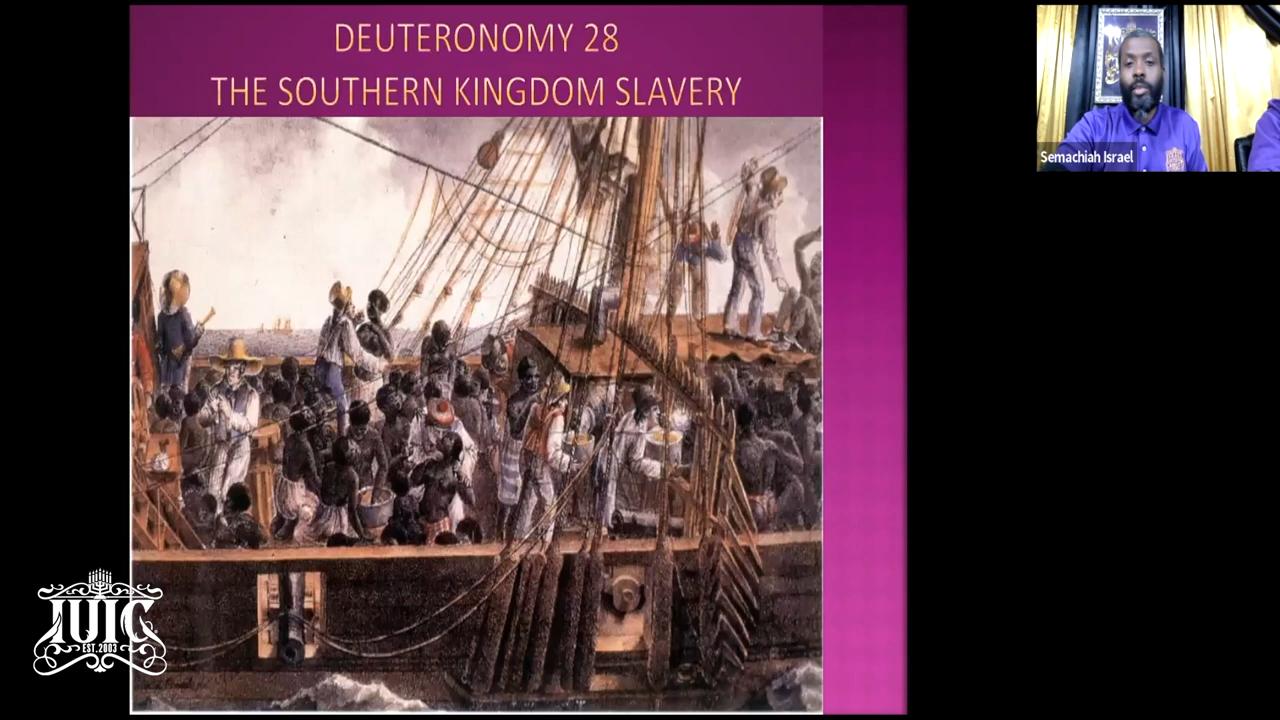 DEUTERONOMY 28
THE SOUTHERN KINGDOM SLAVERY
Semachiah Israel
IUIC
EST. 2003